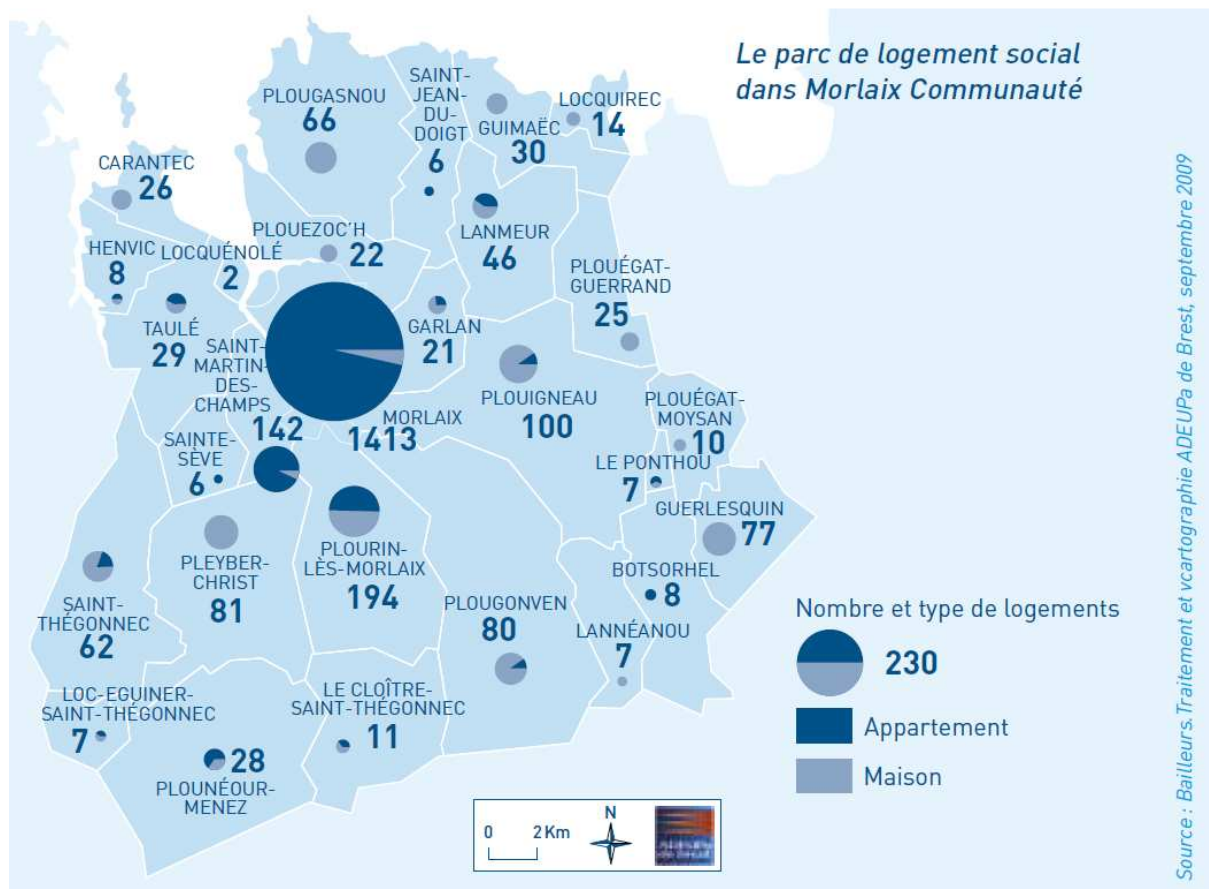 Le parc de logement social
dans Morlaix Communauté
PLOUGASNOU
66
SAINT-
JEAN-
DU-
DOIGT
6
GUIMAËC
30
LOCQUIREC
14
CARANTEC
26
PLOUEZOC'H
22
LANMEUR
46
HENVIC
8
LOCQUÉNOLÉ
2
PLOUÉGAT-
GUERRAND
25
TAULÉ
29
GARLAN
21
SAINT-
MARTIN-
DES-
CHAMPS
142
MORLAIX
1413
PLOUIGNEAU
100
PLOUÉGAT-
MOYSAN
10
SAINTE-
SÈVE
6
LE PONTHOU
7
GUERLESQUIN
77
PLEYBER-
CHRIST
81
PLOURIN-
LÈS-MORLAIX
194
BOTSORHEL
8
SAINT-
THÉGONNEC
62
PLOUGONVEN
80
LANNÉANOU
7
LOC-EGUINER-
SAINT-THÉGONNEC
7
LE CLOÎTRE-
SAINT-THÉGONNEC
11
28
PLOUNÉOUR-
MENEZ
Nombre et type de logements
230
Appartement
Maison
N
0 2 Km
Source : Bailleurs.Traitement et vcartographie ADEUPa de Brest, septembre 2009